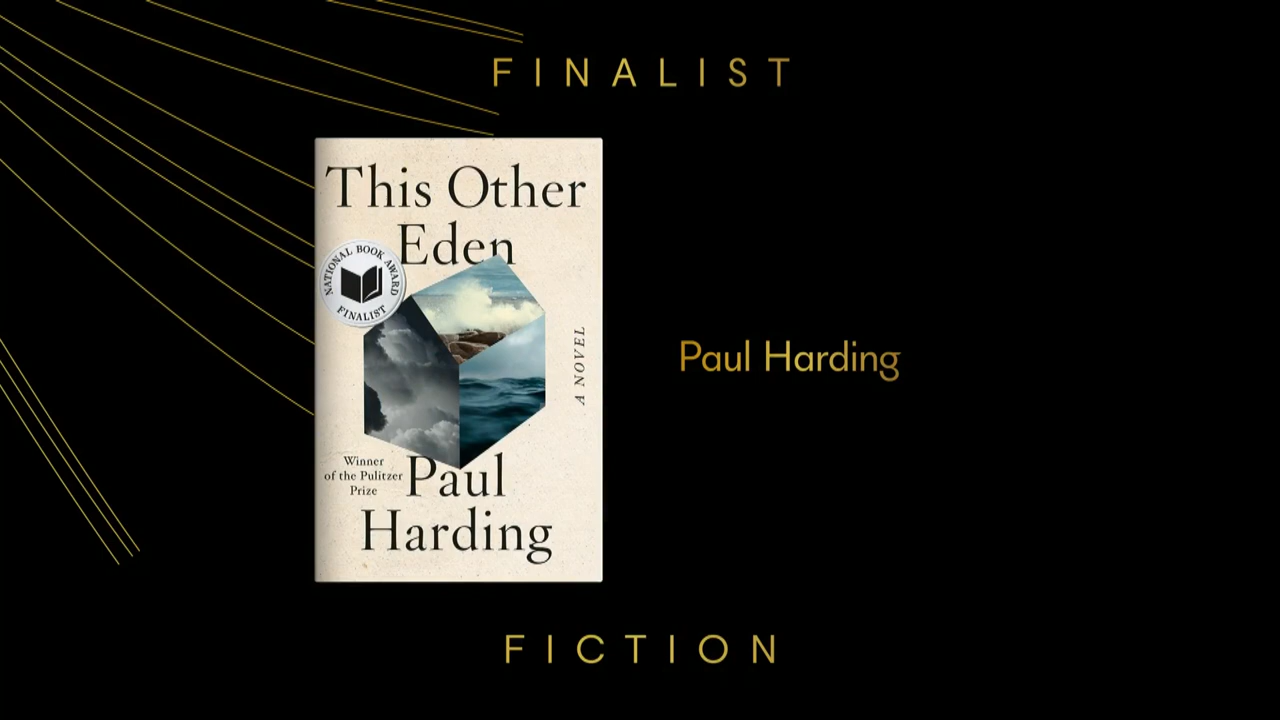 FINALIST
This Other
Eden
NATIONAL BOOK AWARD
FINALIST
A NOVEL
Winner
of the Pulitzer
Prize
Paul
Harding
Paul Harding
FICTION